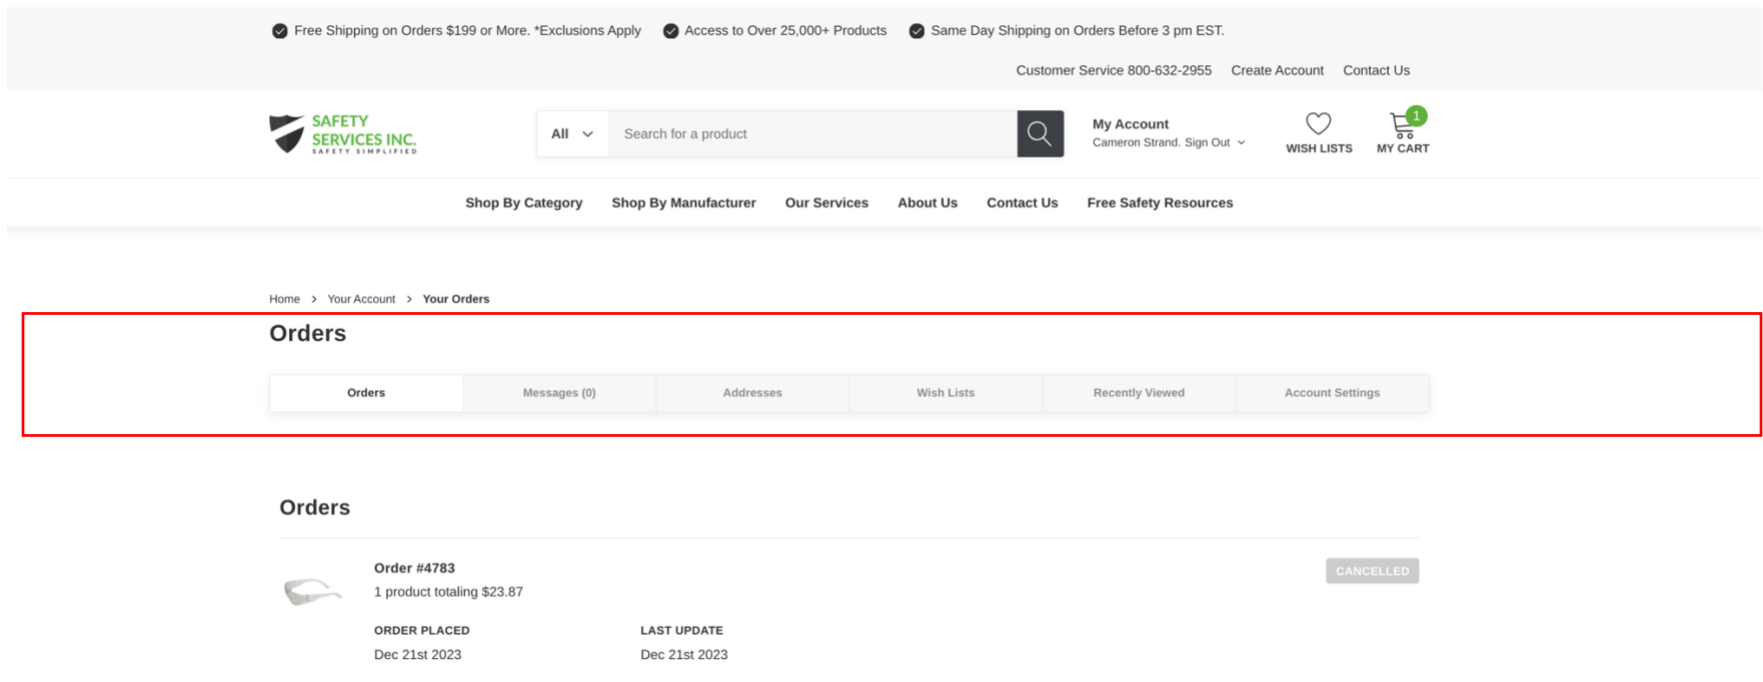 Free Shipping on Orders $199 or More. *Exclusions Apply Access to Over 25,000+ Products Same Day Shipping on Orders Before 3 pm EST.
Customer Service 800-632-2955 Create Account Contact Us
SAFETY
SERVICES INC.
SAFETY SIMPLIFIED
All Search for a product
My Account
Cameron Strand. Sign Out
WISH LISTS
1
MY CART
Shop By Category Shop By Manufacturer Our Services About Us Contact Us Free Safety Resources
Home > Your Account > Your Orders
Orders
Orders Messages (0) Addresses Wish Lists Recently Viewed Account Settings
Orders
Order #4783 CANCELLED
1 product totaling $23.87
ORDER PLACED LAST UPDATE
Dec 21st 2023 Dec 21st 2023